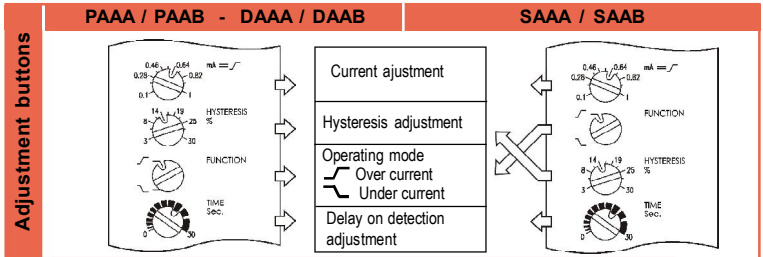 PAAA / PAAB - DAAA / DAAB
SAAA / SAAB
Adjustment buttons
0.46 0.64 mA
0.28 0.82
0.1 1
14 19 HYSTERESIS
8 25 %
3 30
FUNCTION
TIME
Sec.
0 30
Current ajustment
Hysteresis adjustment
Operating mode
Over current
Under current
Delay on detection
adjustment
0.46 0.64 mA
0.28 0.82
0.1 1
FUNCTION
14 19 HYSTERESIS
8 25 %
3 30
TIME
Sec.
0 30